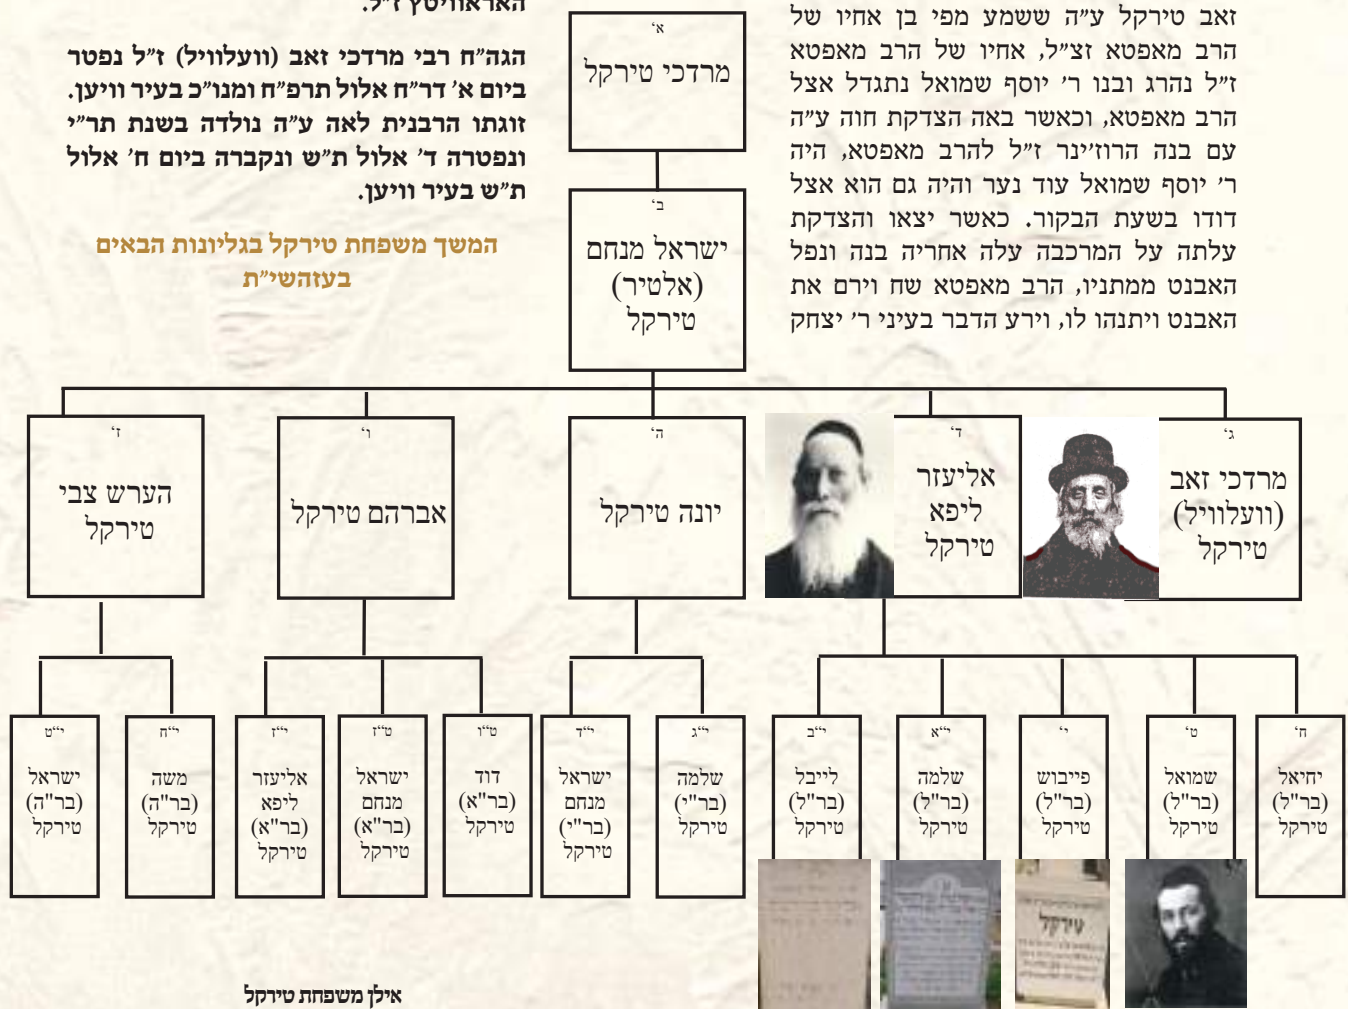 זאב טירקל ע״ה ששמע מפי בן אחיו של
הרב מאפטא זצ״ל, אחיו של הרב מאפטא
ז״ל נהרג ובנו ר׳ יוסף שמואל נתגדל אצל
הרב מאפטא, וכאשר באה הצדקת חוה ע״ה
עם בנה הרוז׳ינר ז״ל להרב מאפטא, היה
ר׳ יוסף שמואל עוד נער והיה גם הוא אצל
דודו בשעת הבקור. כאשר יצאו והצדקת
עלתה על המרכבה עלה אחריה בנה ונפל
האבנט ממתניו, הרב מאפטא שח וירם את
האבנט ויתנהו לו, וירע הדבר בעיני ר׳ יצחק
האראוויטץ ז״ל.
הגה״ח רבי מרדכי זאב (וועלוויל) ז״ל נפטר
ביום א׳ דר״ח אלול תרפ״ח ומנו״כ בעיר וויען.
זוגתו הרבנית לאה ע״ה נולדה בשנת תר״י
ונפטרה ד׳ אלול ת״ש ונקברה ביום ח׳ אלול
ת״ש בעיר וויען.
המשך משפחת טירקל בגליונות הבאים
בעזהשי״ת
א‘
מרדכי טירקל
ב‘
ישראל מנחם
(אלטיר)
טירקל
ג‘
מרדכי זאב
(וועלוויל)
טירקל
ד‘
אליעזר
ליפא
טירקל
ה‘
יונה טירקל
ו‘
אברהם טירקל
ז‘
הערש צבי
טירקל
ח‘
יחיאל
(בר"ל)
טירקל
ט‘
שמואל
(בר"ל)
טירקל
י‘
פייבוש
(בר"ל)
טירקל
י“א
שלמה
(בר"ל)
טירקל
י“ב
לייבל
(בר"ל)
טירקל
י“ג
שלמה
(בר"י)
טירקל
י“ד
ישראל
מנחם
(בר"י)
טירקל
ט“ו
דוד
(בר"א)
טירקל
ט“ז
ישראל
מנחם
(בר"א)
טירקל
י“ז
אליעזר
ליפא
(בר"א)
טירקל
י“ח
משה
(בר"ה)
טירקל
י“ט
ישראל
(בר"ה)
טירקל
טירקל
אילן משפחת טירקל